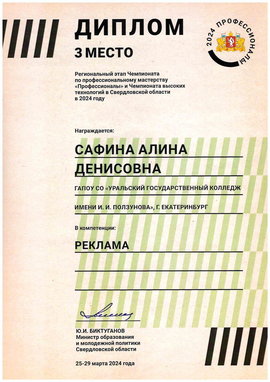 ДИПЛОМ
3 МЕСТО
2024 ПРОФЕССИОНАЛЫ
Региональный этап Чемпионата
по профессиональному мастерству
«Профессионалы» и Чемпионата высоких
технологий в Свердловской области
в 2024 году
Награждается:
САФИНА АЛИНА
ДЕНИСОВНА
ГАПОУ СО «УРАЛЬСКИЙ ГОСУДАРСТВЕННЫЙ КОЛЛЕДЖ
ИМЕНИ И. И. ПОЛЗУНОВА», Г. ЕКАТЕРИНБУРГ
В компетенции:
РЕКЛАМА
Ю.И. БИКТУГАНОВ
Министр образования
и молодежной политики
Свердловской области
25-29 марта 2024 года